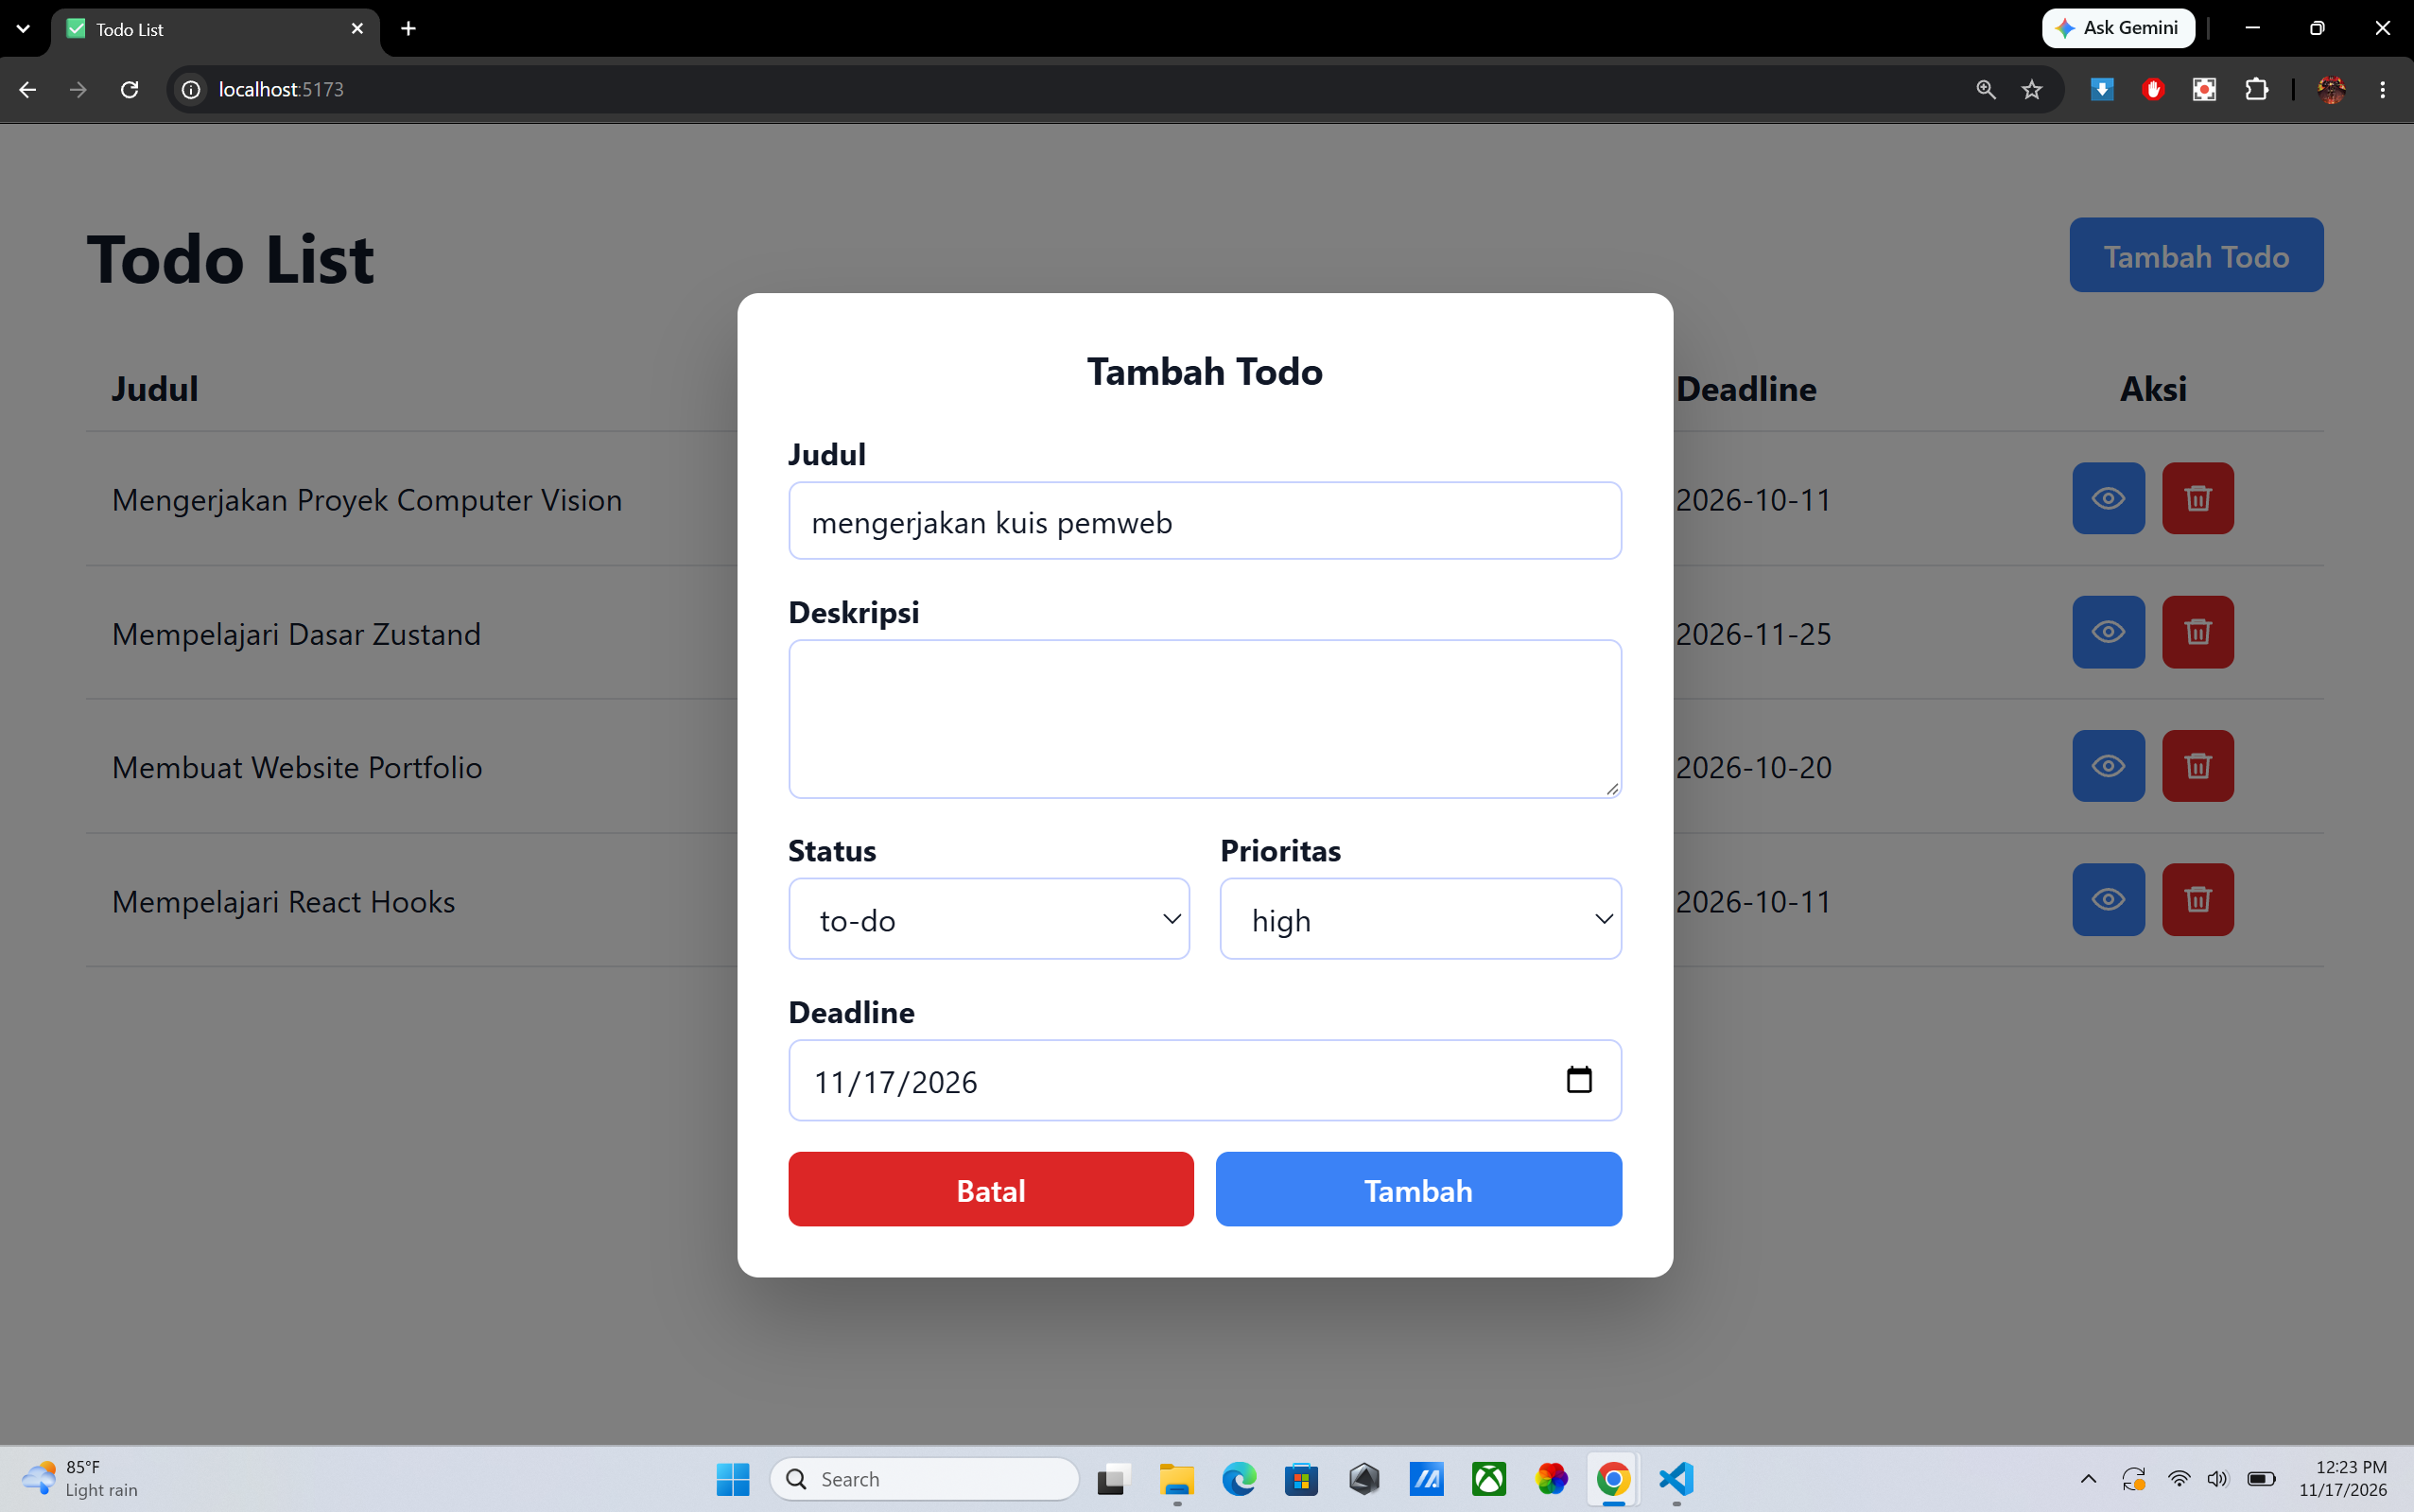 Todo List
Ask Gemini
localhost:5173
Todo List
Tambah Todo
Judul
Deadline
Aksi
Mengerjakan Proyek Computer Vision
2026-10-11
Mempelajari Dasar Zustand
2026-11-25
Membuat Website Portfolio
2026-10-20
Mempelajari React Hooks
2026-10-11
Tambah Todo
Judul
mengerjakan kuis pemweb
Deskripsi
Status
Prioritas
to-do
high
Deadline
11/17/2026
Batal
Tambah
85°F
Light rain
Search
12:23 PM
11/17/2026